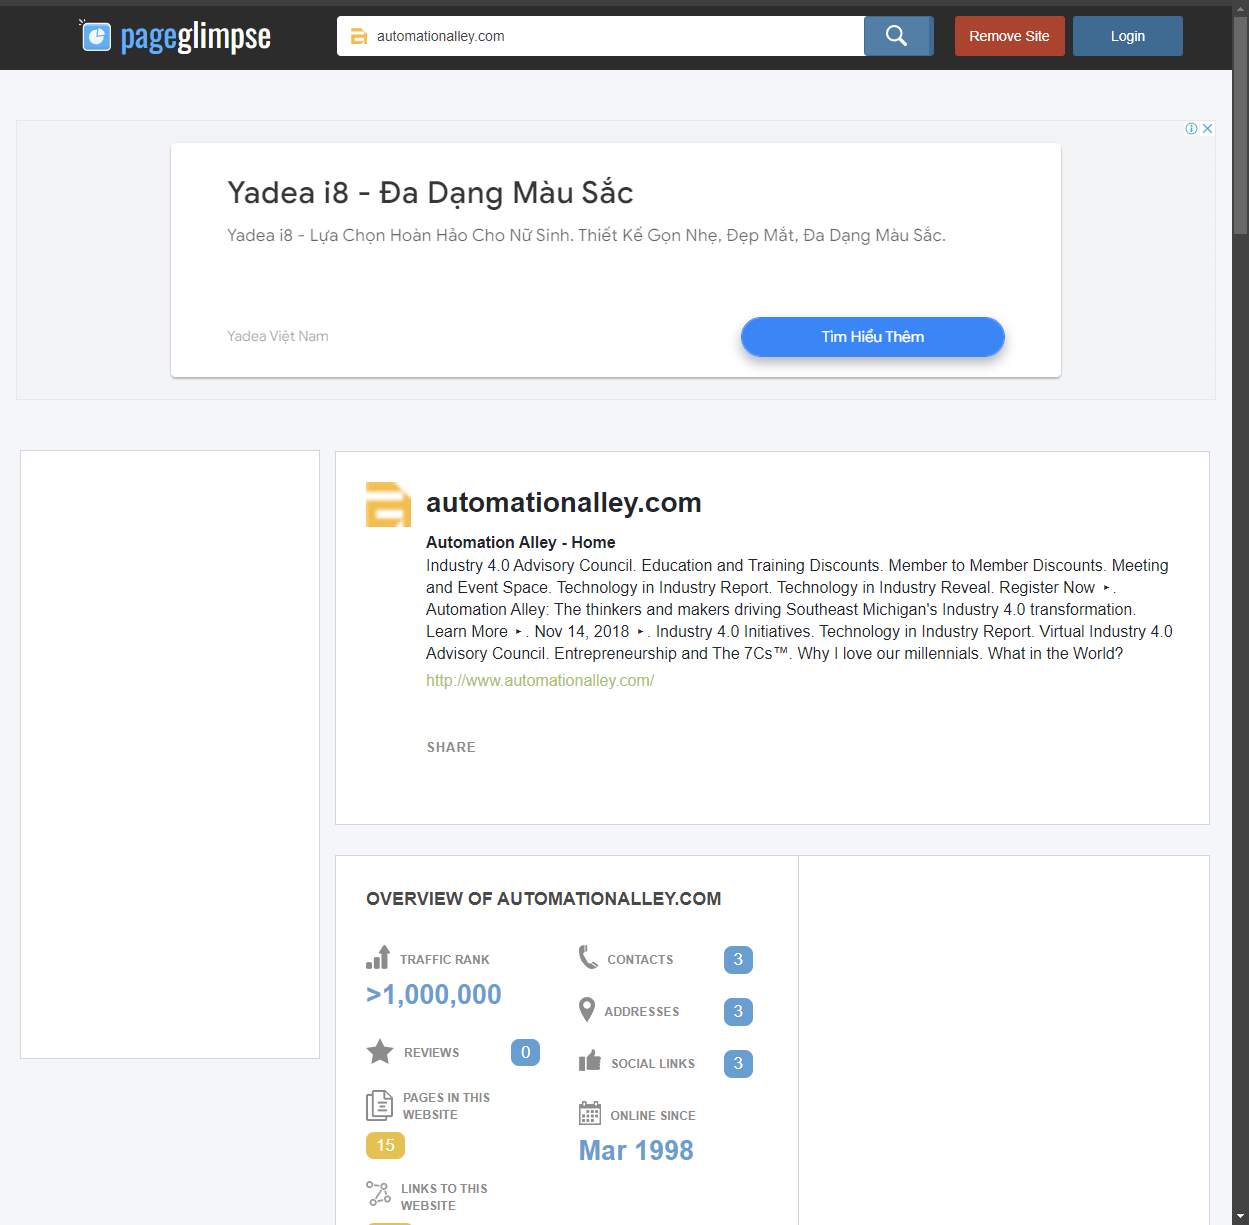 pageglimpse
automationalley.com
Remove Site
Login
Yadea i8 - Đa Dạng Màu Sắc
Yadea i8 - Lựa Chọn Hoàn Hảo Cho Nữ Sinh. Thiết Kế Gọn Nhẹ, Đẹp Mắt, Đa Dạng Màu Sắc.
Yadea Việt Nam
Tìm Hiểu Thêm
automationalley.com
Automation Alley - Home
Industry 4.0 Advisory Council. Education and Training Discounts. Member to Member Discounts. Meeting
and Event Space. Technology in Industry Report. Technology in Industry Reveal. Register Now ‣.
Automation Alley: The thinkers and makers driving Southeast Michigan's Industry 4.0 transformation.
Learn More ‣. Nov 14, 2018 ‣. Industry 4.0 Initiatives. Technology in Industry Report. Virtual Industry 4.0
Advisory Council. Entrepreneurship and The 7Cs™. Why I love our millennials. What in the World?
http://www.automationalley.com/
SHARE
OVERVIEW OF AUTOMATIONALLEY.COM
TRAFFIC RANK
>1,000,000
REVIEWS 0
PAGES IN THIS
WEBSITE
15
LINKS TO THIS
WEBSITE
CONTACTS 3
ADDRESSES 3
SOCIAL LINKS 3
ONLINE SINCE
Mar 1998